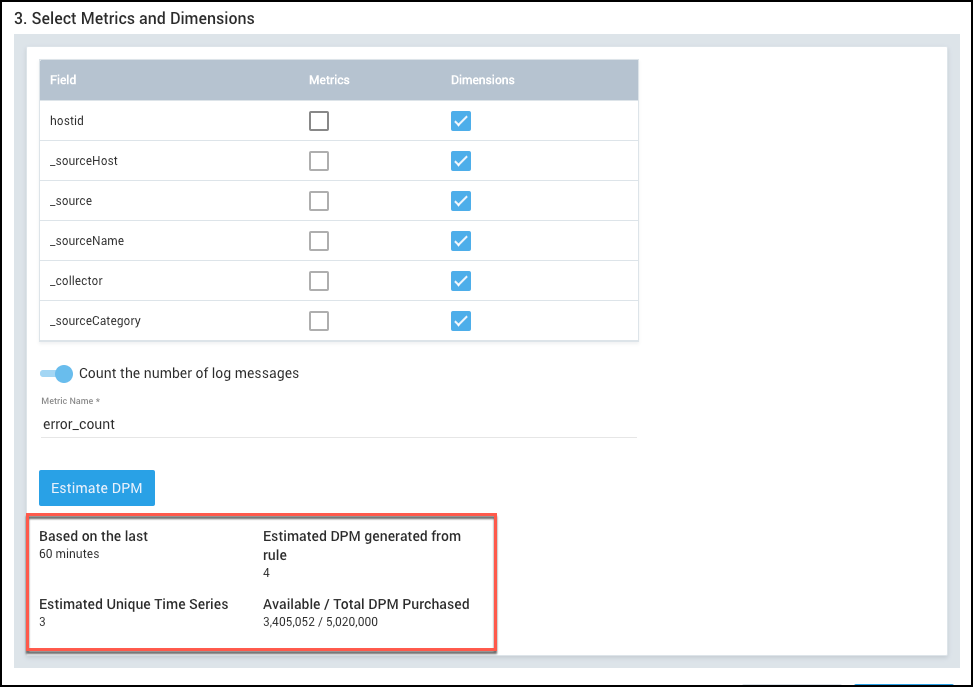 3. Select Metrics and Dimensions
Field Metrics Dimensions
hostid
_sourceHost
_source
_sourceName
_collector
_sourceCategory
Count the number of log messages
Metric Name *
error_count
Estimate DPM
Based on the last
60 minutes
Estimated DPM generated from
rule
4
Estimated Unique Time Series
3
Available / Total DPM Purchased
3,405,052 / 5,020,000